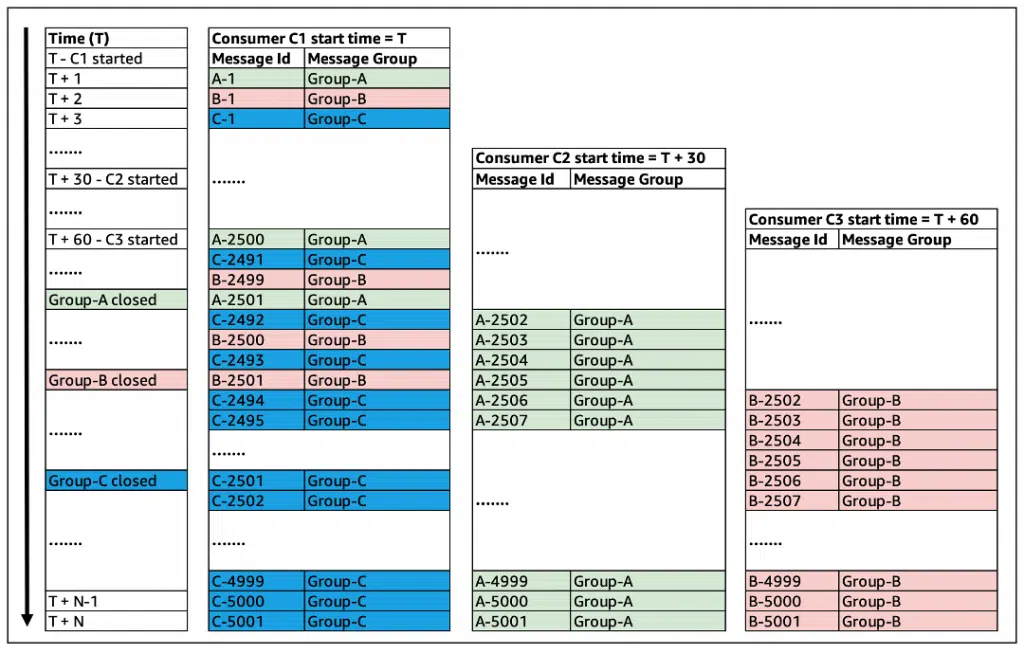 Time (T)
T - C1 started
T + 1
T + 2
T + 3
.......
T + 30 - C2 started
.......
T + 60 - C3 started
.......
Group-A closed
.......
Group-B closed
.......
Group-C closed
.......
T + N-1
T + N
Consumer C1 start time = T
Message Id Message Group
A-1 Group-A
B-1 Group-B
C-1 Group-C
.......
A-2500 Group-A
C-2491 Group-C
B-2499 Group-B
A-2501 Group-A
C-2492 Group-C
B-2500 Group-B
C-2493 Group-C
B-2501 Group-B
C-2494 Group-C
C-2495 Group-C
.......
C-2501 Group-C
C-2502 Group-C
.......
C-4999 Group-C
C-5000 Group-C
C-5001 Group-C
Consumer C2 start time = T + 30
Message Id Message Group
.......
A-2502 Group-A
A-2503 Group-A
A-2504 Group-A
A-2505 Group-A
A-2506 Group-A
A-2507 Group-A
.......
A-4999 Group-A
A-5000 Group-A
A-5001 Group-A
Consumer C3 start time = T + 60
Message Id Message Group
.......
B-2502 Group-B
B-2503 Group-B
B-2504 Group-B
B-2505 Group-B
B-2506 Group-B
B-2507 Group-B
.......
B-4999 Group-B
B-5000 Group-B
B-5001 Group-B